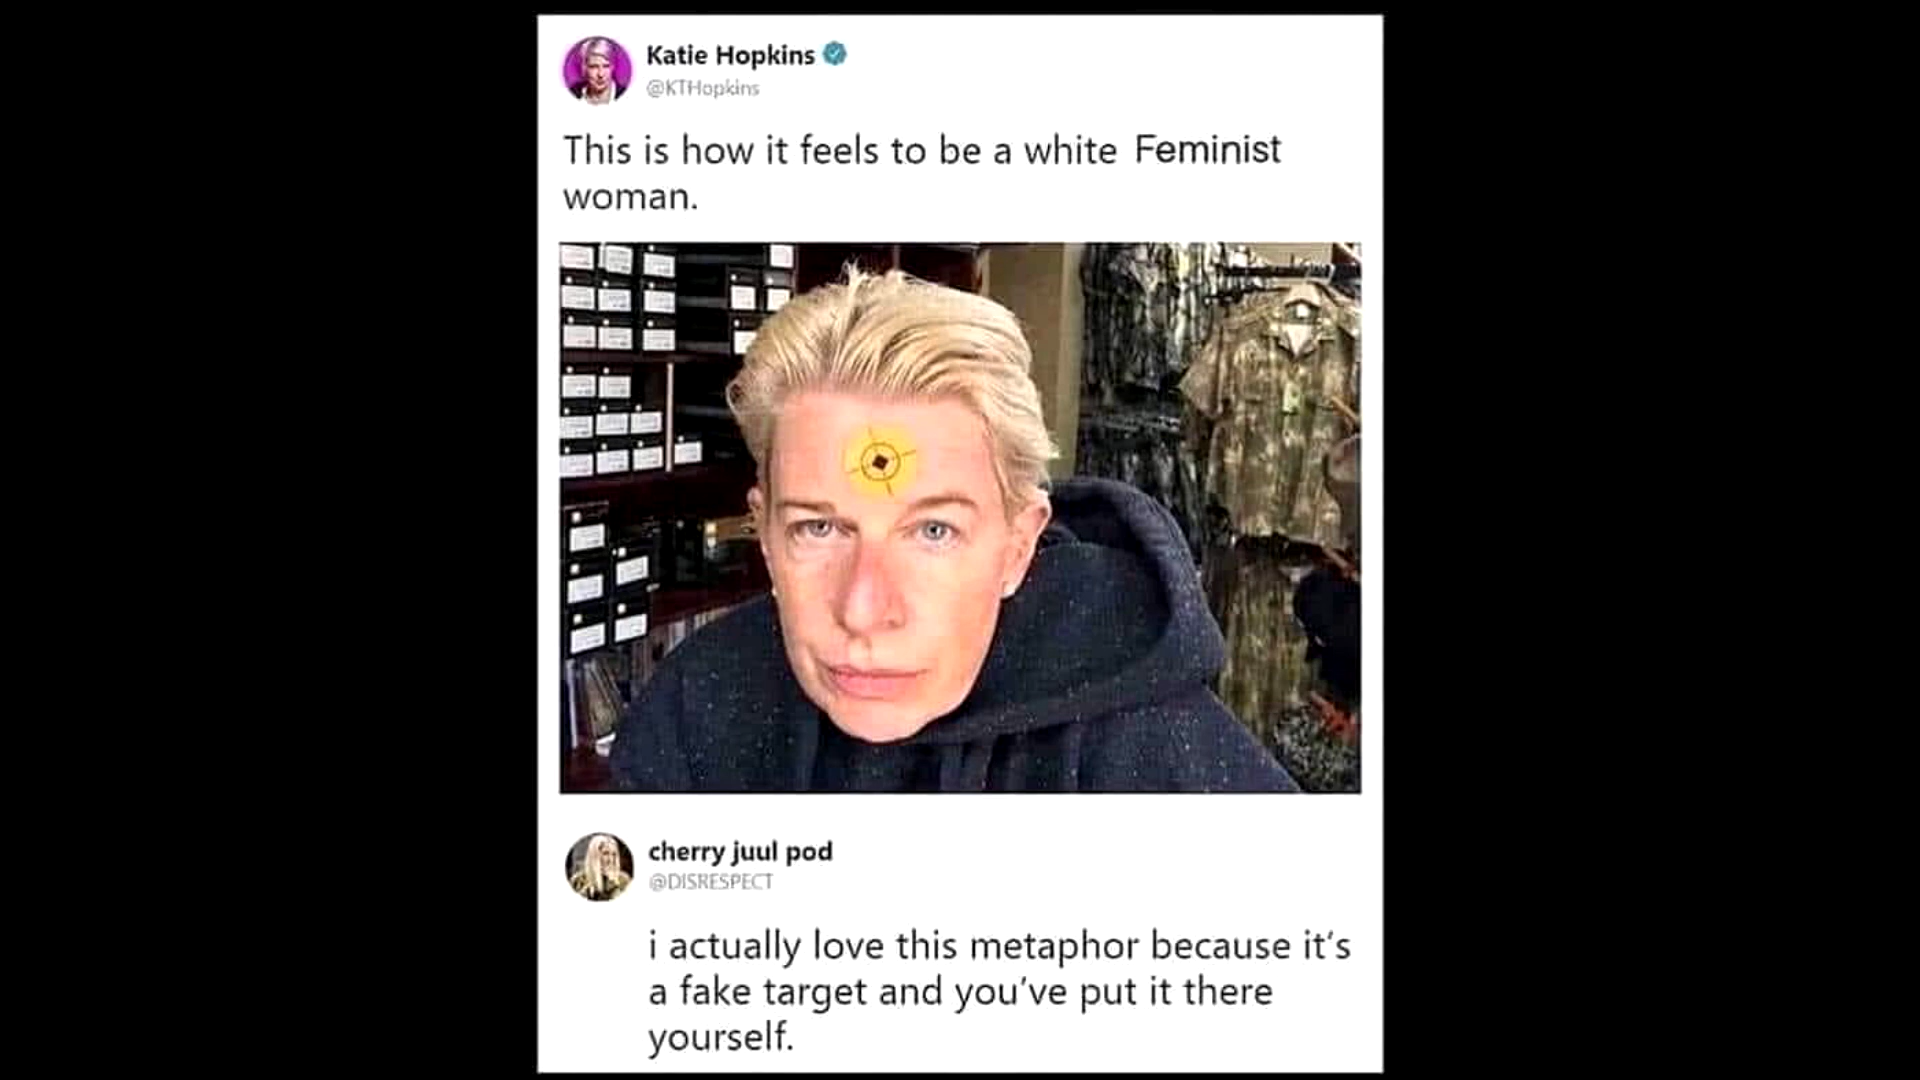 Katie Hopkins
@KTHopkins
This is how it feels to be a white Feminist
woman.
cherry juul pod
@DISRESPECT
i actually love this metaphor because it's
a fake target and you've put it there
yourself.